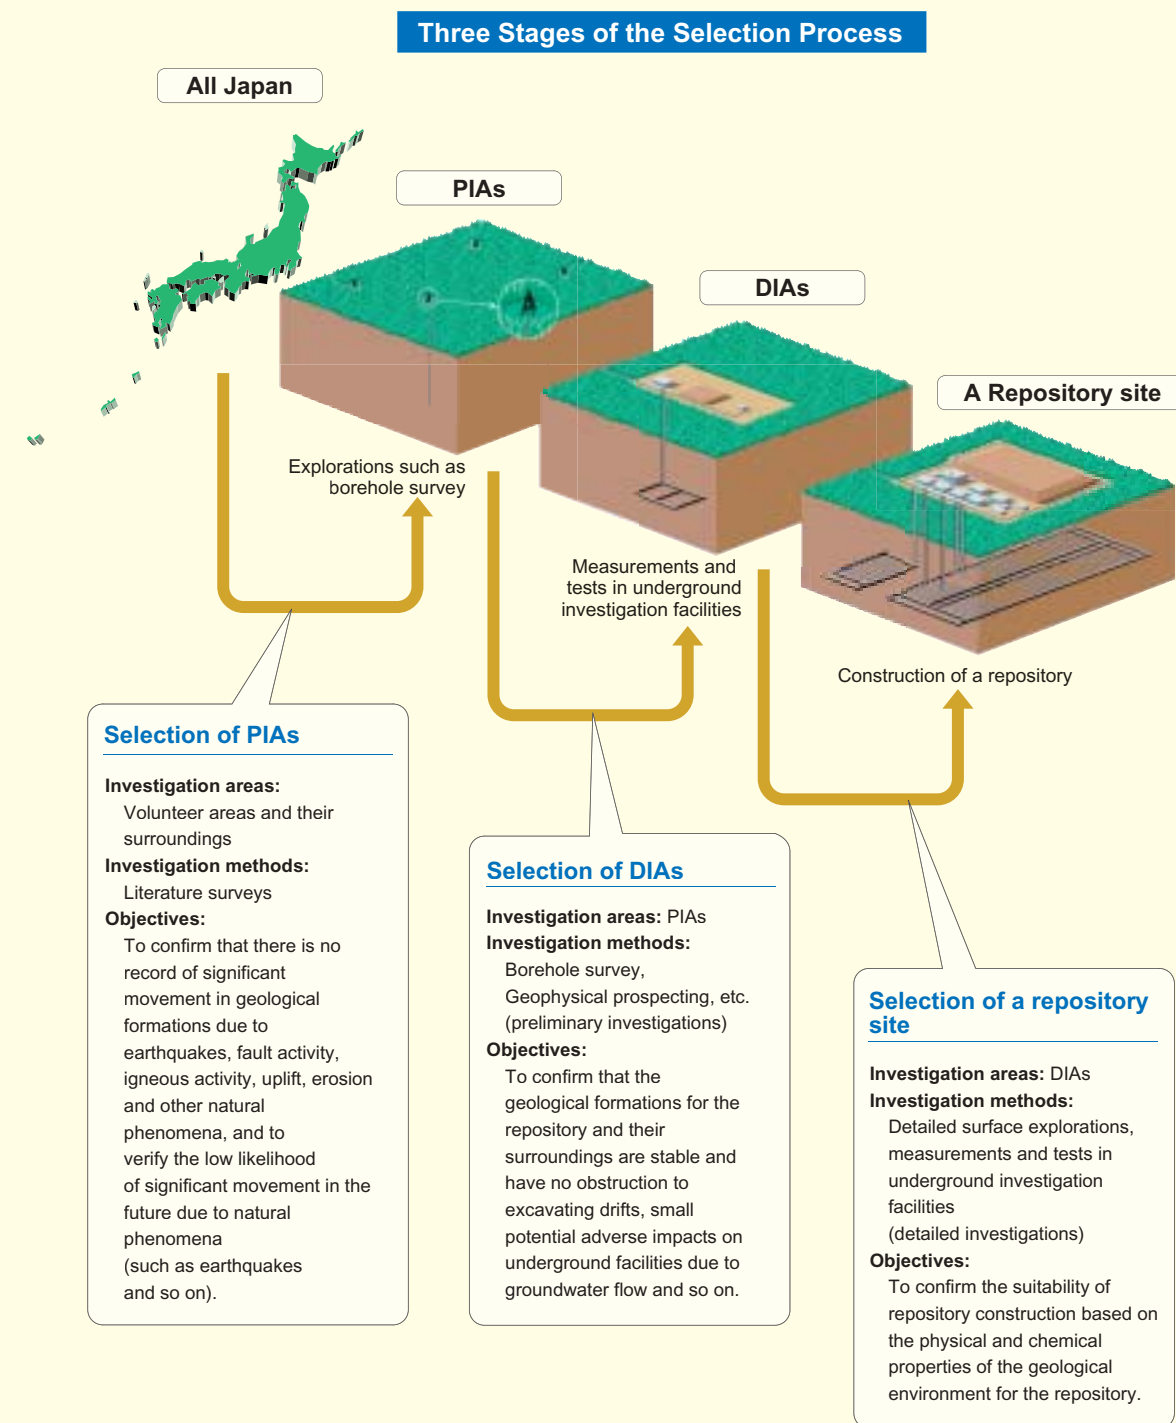 Three Stages of the Selection Process
All Japan
PIAs
DIAs
A Repository site
Explorations such as
borehole survey
Measurements and
tests in underground
investigation facilities
Construction of a repository
Selection of PIAs
Investigation areas:
Volunteer areas and their
surroundings
Investigation methods:
Literature surveys
Objectives:
To confirm that there is no
record of significant
movement in geological
formations due to
earthquakes, fault activity,
igneous activity, uplift, erosion
and other natural
phenomena, and to
verify the low likelihood
of significant movement in the
future due to natural
phenomena
(such as earthquakes
and so on).
Selection of DIAs
Investigation areas: PIAs
Investigation methods:
Borehole survey,
Geophysical prospecting, etc.
(preliminary investigations)
Objectives:
To confirm that the
geological formations for the
repository and their
surroundings are stable and
have no obstruction to
excavating drifts, small
potential adverse impacts on
underground facilities due to
groundwater flow and so on.
Selection of a repository
site
Investigation areas: DIAs
Investigation methods:
Detailed surface explorations,
measurements and tests in
underground investigation
facilities
(detailed investigations)
Objectives:
To confirm the suitability of
repository construction based on
the physical and chemical
properties of the geological
environment for the repository.